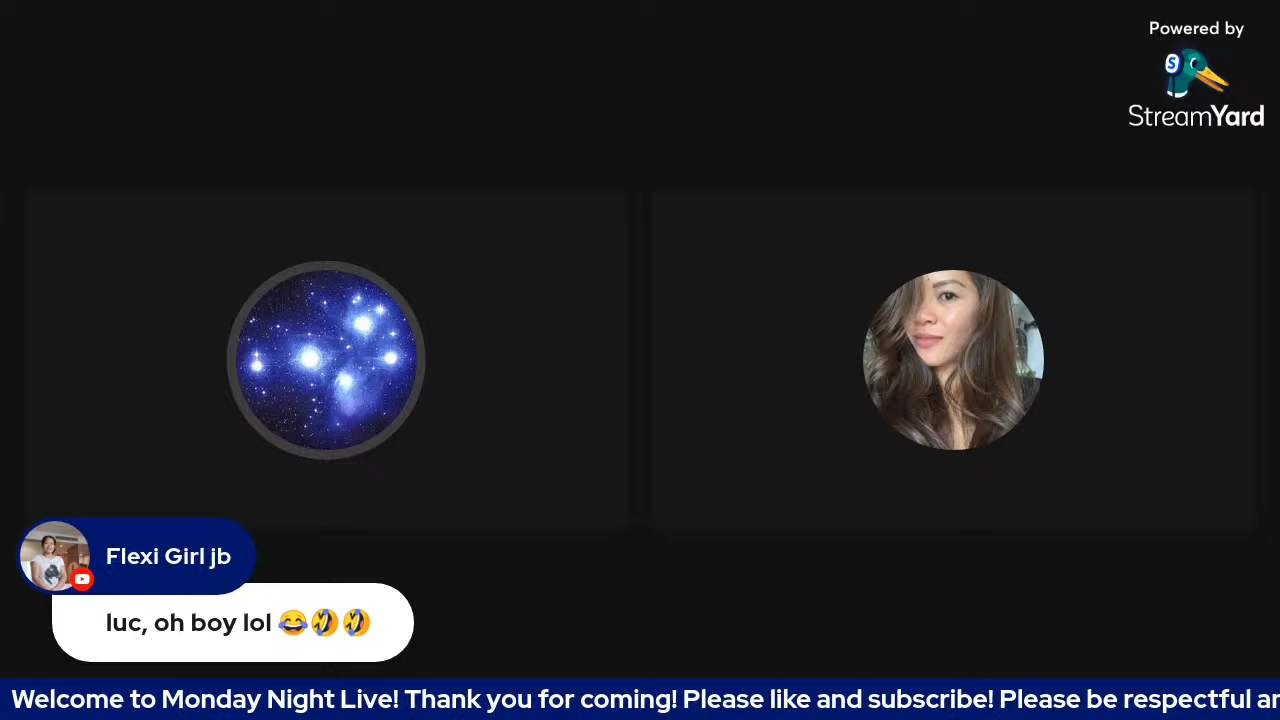 Powered by
S
StreamYard
Flexi Girl jb
luc, oh boy lol 😂🤣🤣
Welcome to Monday Night Live! Thank you for coming! Please like and subscribe! Please be respectful